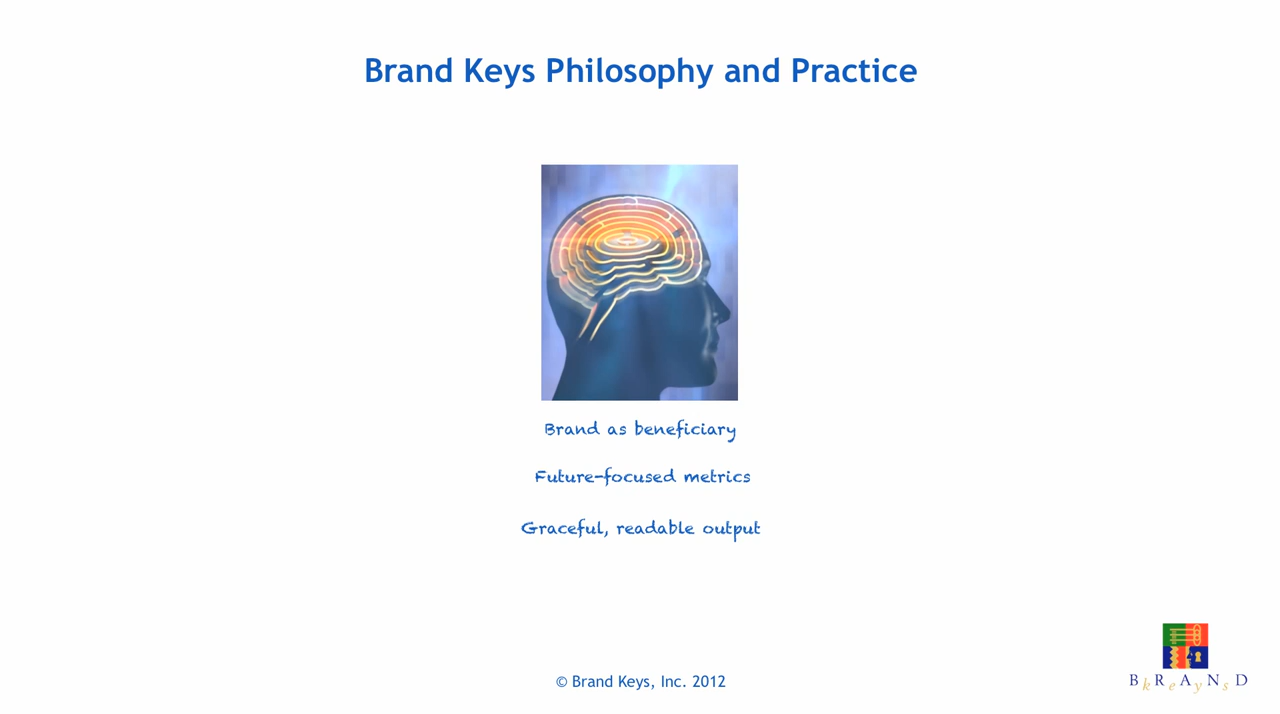 Brand Keys Philosophy and Practice
Brand as beneficiary
Future-focused metrics
Graceful, readable output
© Brand Keys, Inc. 2012
BkReAyNsD